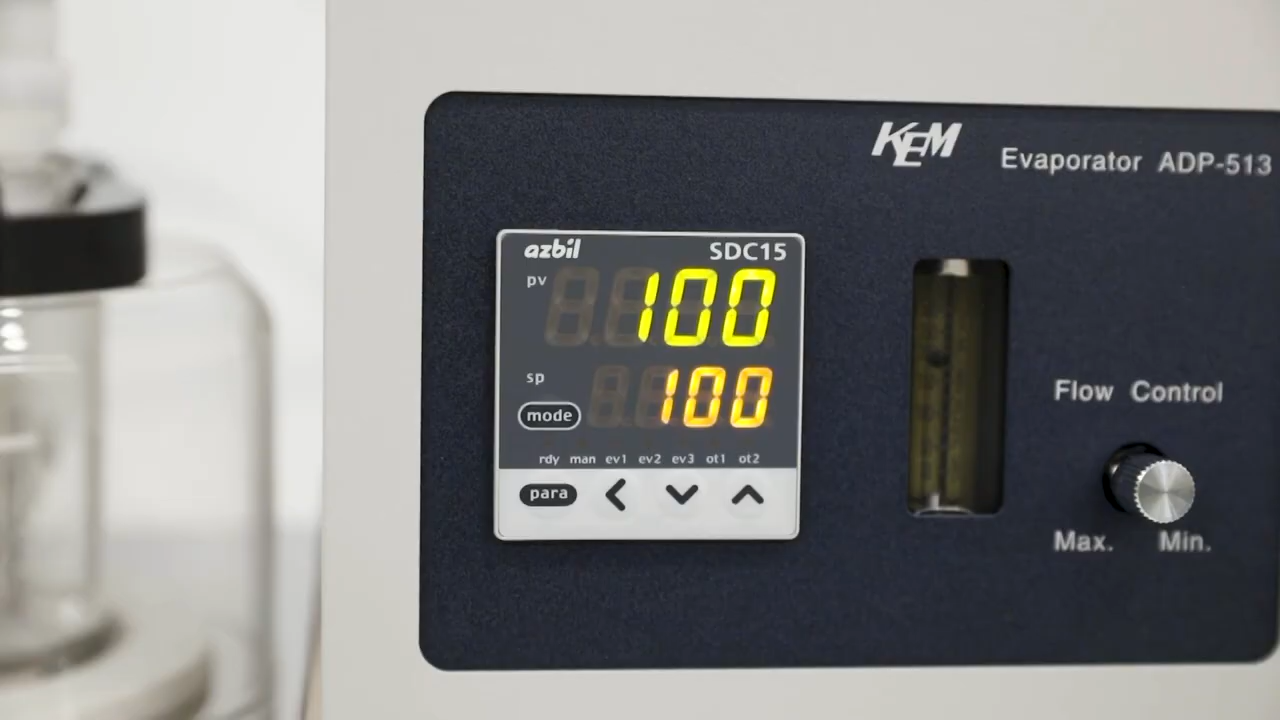 KEM
Evaporator ADP-513
azbil SDC15
pv 100
sp 100
mode
rdy man ev1 ev2 ev3 ot1 ot2
para
Flow Control
Max. Min.